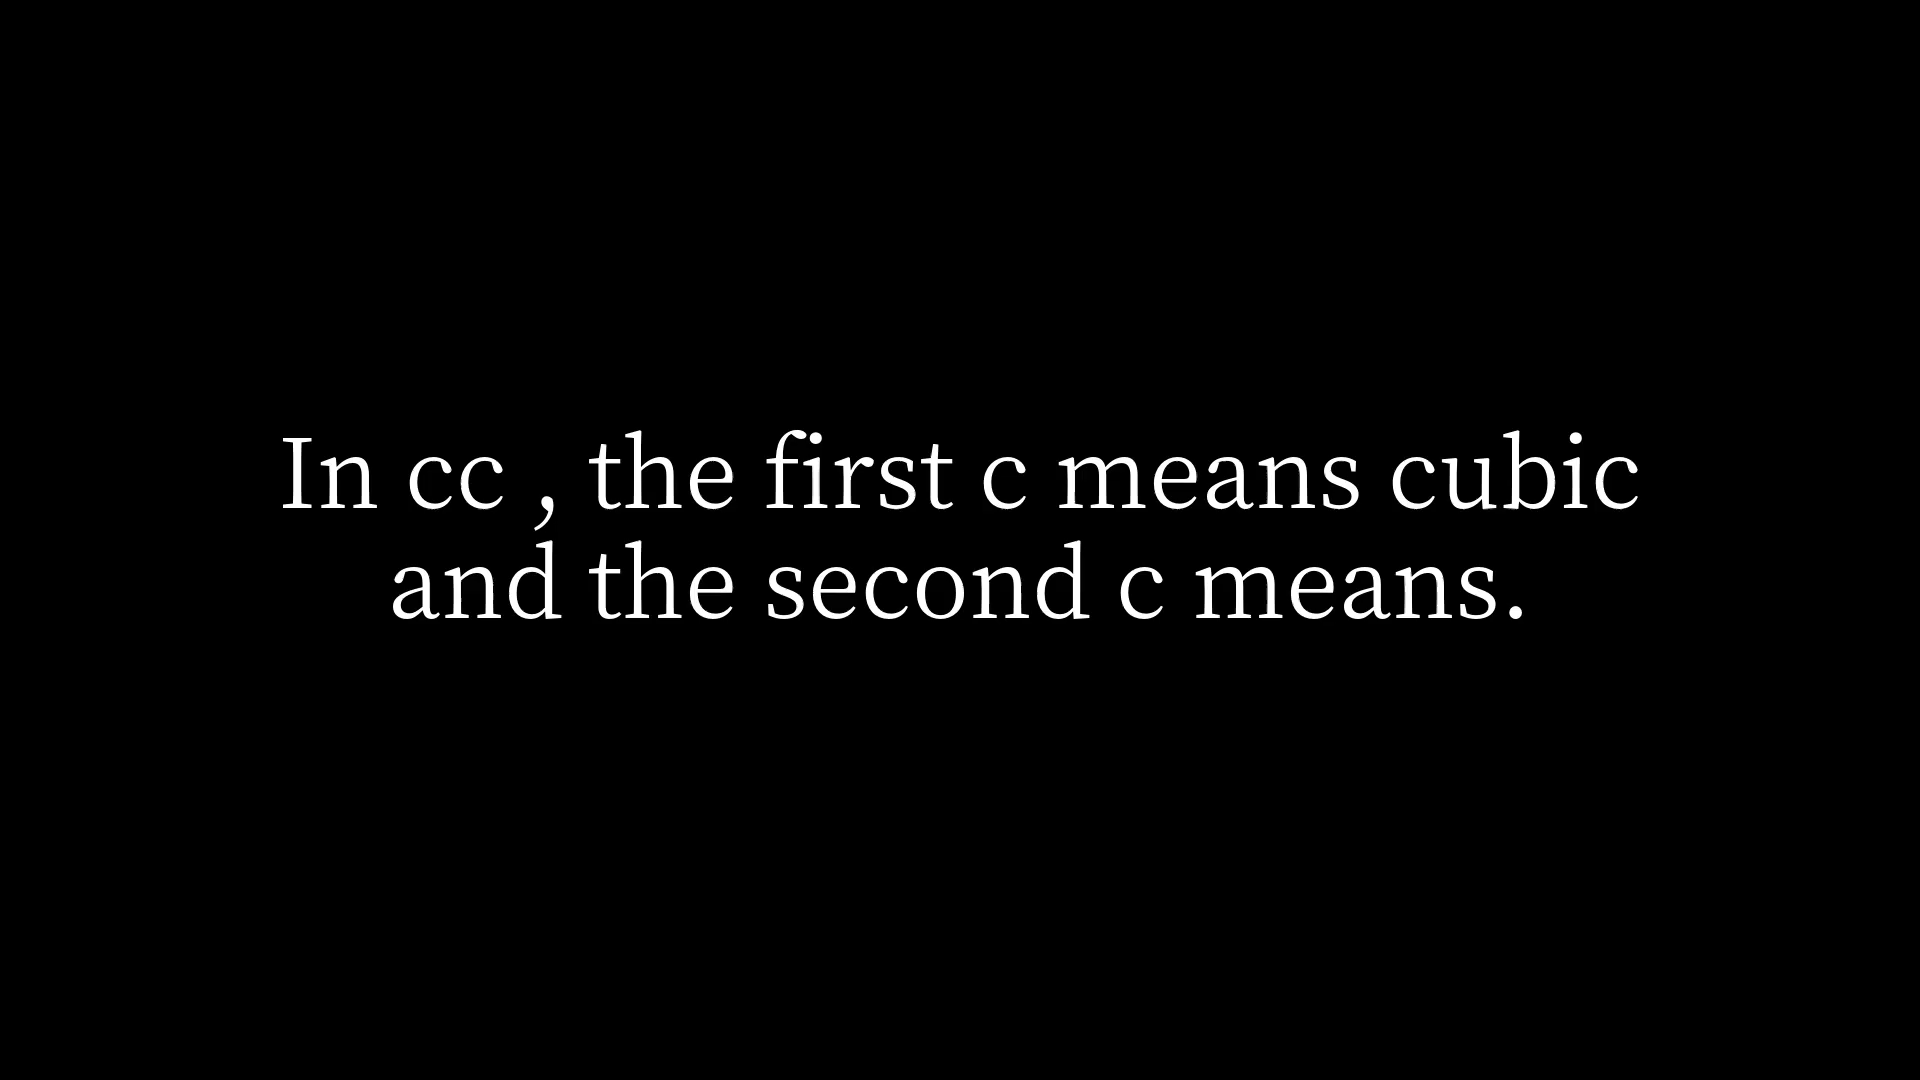 In cc , the first c means cubic
and the second c means.